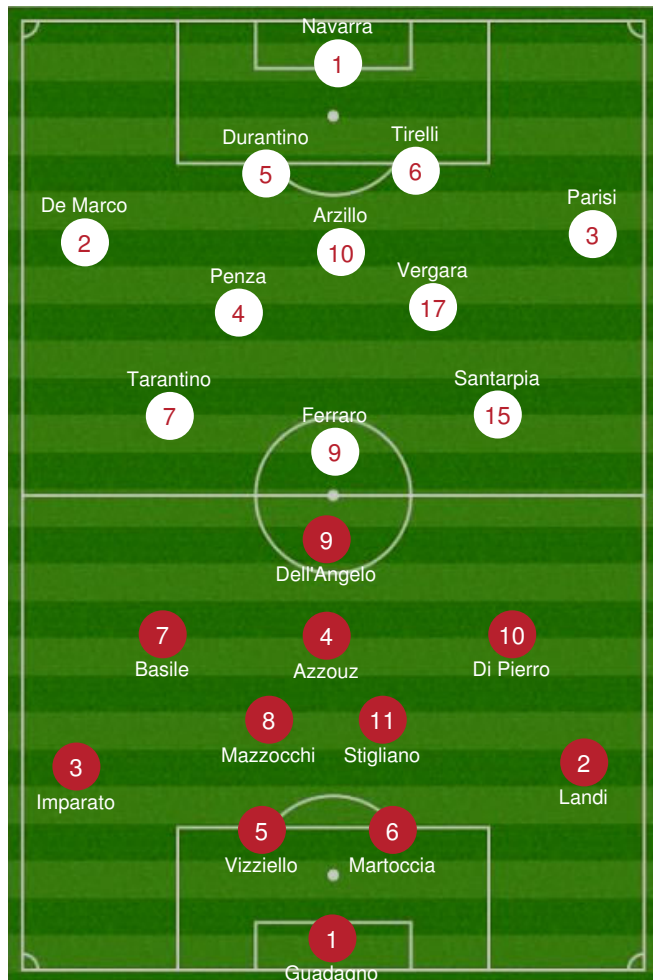 Navarra
1
Durantino
5
Tirelli
6
De Marco
2
Arzillo
10
Parisi
3
Penza
4
Vergara
17
Tarantino
7
Ferraro
9
Santarpia
15
9
Dell'Angelo
7
Basile
4
Azzouz
10
Di Pierro
8
Mazzocchi
11
Stigliano
3
Imparato
2
Landi
5
Vizziello
6
Martoccia
1
Guadagno